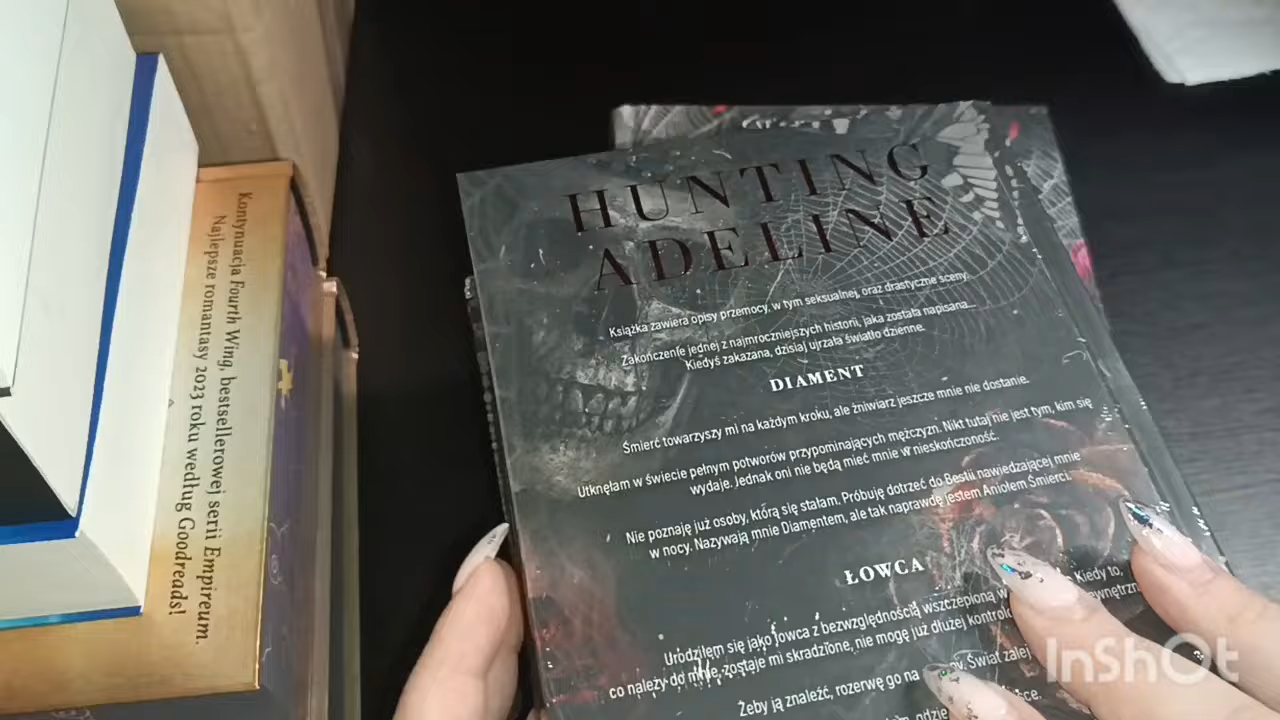 Kontynuacja Fourth Wing, bestsellerowej serii Empireum.
Najlepsze romantasy 2023 roku według Goodreads!
HUNTING
ADELINE
Książka zawiera opisy przemocy, w tym seksualnej, oraz drastyczne sceny.
Zakończenie jednej z najmroczniejszych historii, jaka została napisana...
Kiedyś zakazana, dzisiaj ujrzała światło dzienne.
DIAMENT
Śmierć towarzyszy mi na każdym kroku, ale żniwiarz jeszcze mnie nie dostanie.
Utknęłam w świecie pełnym potworów przypominających mężczyzn. Nikt tutaj nie jest tym, kim się
wydaje. Jednak oni nie będą mieć mnie w nieskończoność.
Nie poznaję już osoby, którą się stałam. Próbuję dotrzeć do Bestii nawiedzającej mnie
w nocy. Nazywają mnie Diamentem, ale tak naprawdę jestem Aniołem Śmierci.
ŁOWCA
Urodziłem się jako łowca z bezwzględnością wszczepioną w Kiedy to,
co należy do mnie, zostaje mi skradzione, nie mogę już dłużej
Żeby ją znaleźć, rozerwę go na Świat
gdzie
InShOt